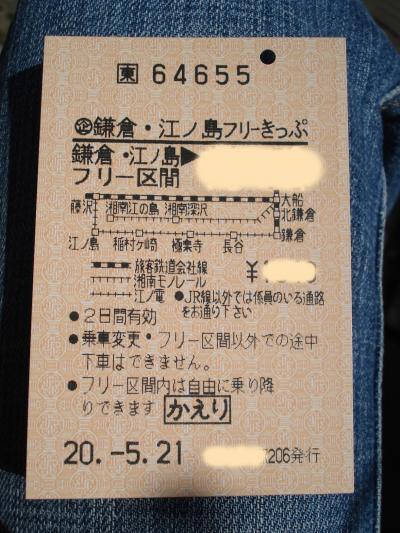 東 64655
企鎌倉・江ノ島フリーきっぷ
鎌倉・江ノ島▶
フリー区間
大船
藤沢 湘南江の島 湘南深沢 北鎌倉
江ノ島 稲村ヶ崎 極楽寺 長谷 鎌倉
旅客鉄道会社線 ¥
湘南モノレール
江ノ電 ●JR線以外では係員のいる通路
をお通り下さい
●2日間有効
●乗車変更・フリー区間以外での途中
下車はできません。
●フリー区間内は自由に乗り降
りできます かえり
20.-5.21 206発行